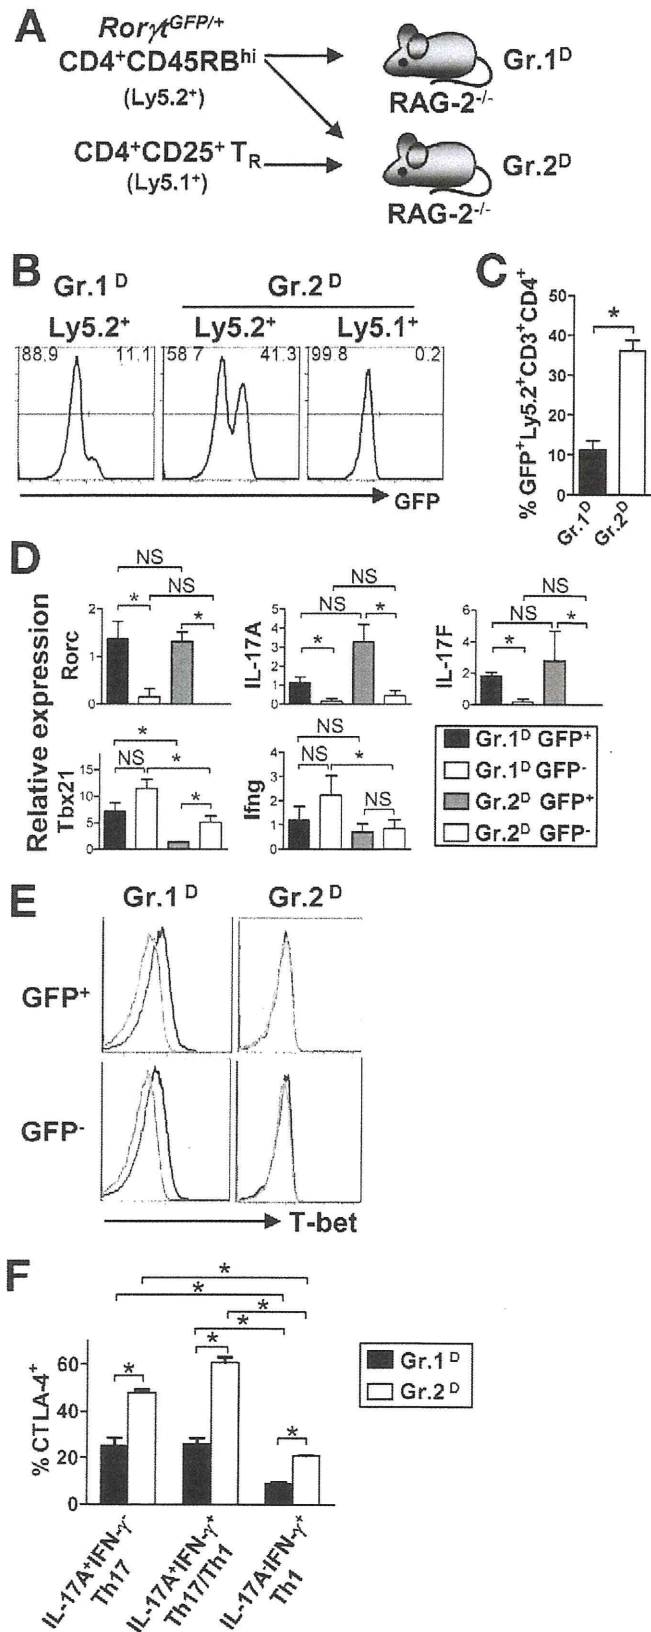 A
Rorγt^GFP/+
CD4+CD45RB^hi
(Ly5.2+)
Gr.1^D
RAG-2-/-
CD4+CD25+ T_R
(Ly5.1+)
Gr.2^D
RAG-2-/-
B
Gr.1 D
Gr.2 D
Ly5.2+
Ly5.2+
Ly5.1+
88.9 11.1
58.7 41.3
99.8 0.2
GFP
C
% GFP+Ly5.2+CD3+CD4+
50
40
30
20
10
0
*
Gr.1^D
Gr.2^D
D
Relative expression
Rorc
2
1
0
NS
NS
* *
IL-17A
5
4
3
2
1
0
NS
NS *
*
IL-17F
6
4
2
0
NS
NS *
*
Tbx21
15
10
5
0
*
NS *
*
Ifng
4
3
2
1
0
NS
NS *
NS
Gr.1^D GFP+
Gr.1^D GFP-
Gr.2^D GFP+
Gr.2^D GFP-
E
Gr.1 D
Gr.2 D
GFP+
GFP-
T-bet
F
% CTLA-4+
60
40
20
0
*
*
*
*
*
*
*
Gr.1 D
Gr.2 D
IL-17A+IFN-γ-
Th17
IL-17A+IFN-γ+
Th17/Th1
IL-17A-IFN-γ+
Th1